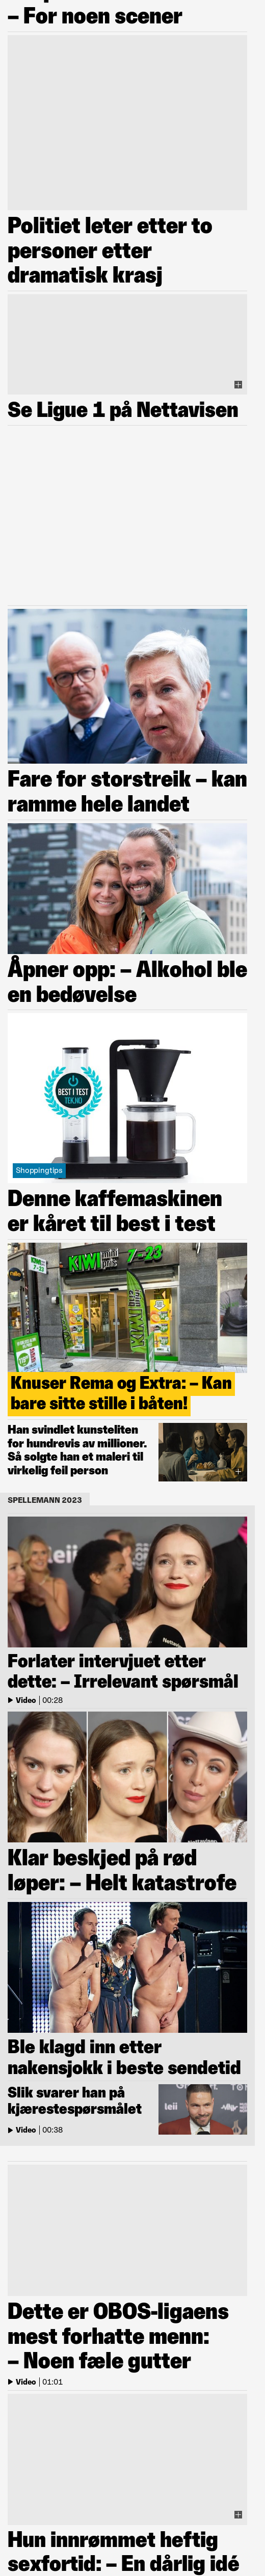 – For noen scener
Politiet leter etter to
personer etter
dramatisk krasj
Se Ligue 1 på Nettavisen
Fare for storstreik – kan
ramme hele landet
Åpner opp: – Alkohol ble
en bedøvelse
BEST I TEST
TEKNO
Shoppingtips
Denne kaffemaskinen
er kåret til best i test
KIWI 7-23
Knuser Rema og Extra: – Kan
bare sitte stille i båten!
Han svindlet kunsteliten
for hundrevis av millioner.
Så solgte han et maleri til
virkelig feil person
SPELLEMANN 2023
Forlater intervjuet etter
dette: – Irrelevant spørsmål
Video | 00:28
Klar beskjed på rød
løper: – Helt katastrofe
Ble klagd inn etter
nakensjokk i beste sendetid
Slik svarer han på
kjærestespørsmålet
Video | 00:38
Dette er OBOS-ligaens
mest forhatte menn:
– Noen fæle gutter
Video | 01:01
Hun innrømmet heftig
sexfortid: – En dårlig idé